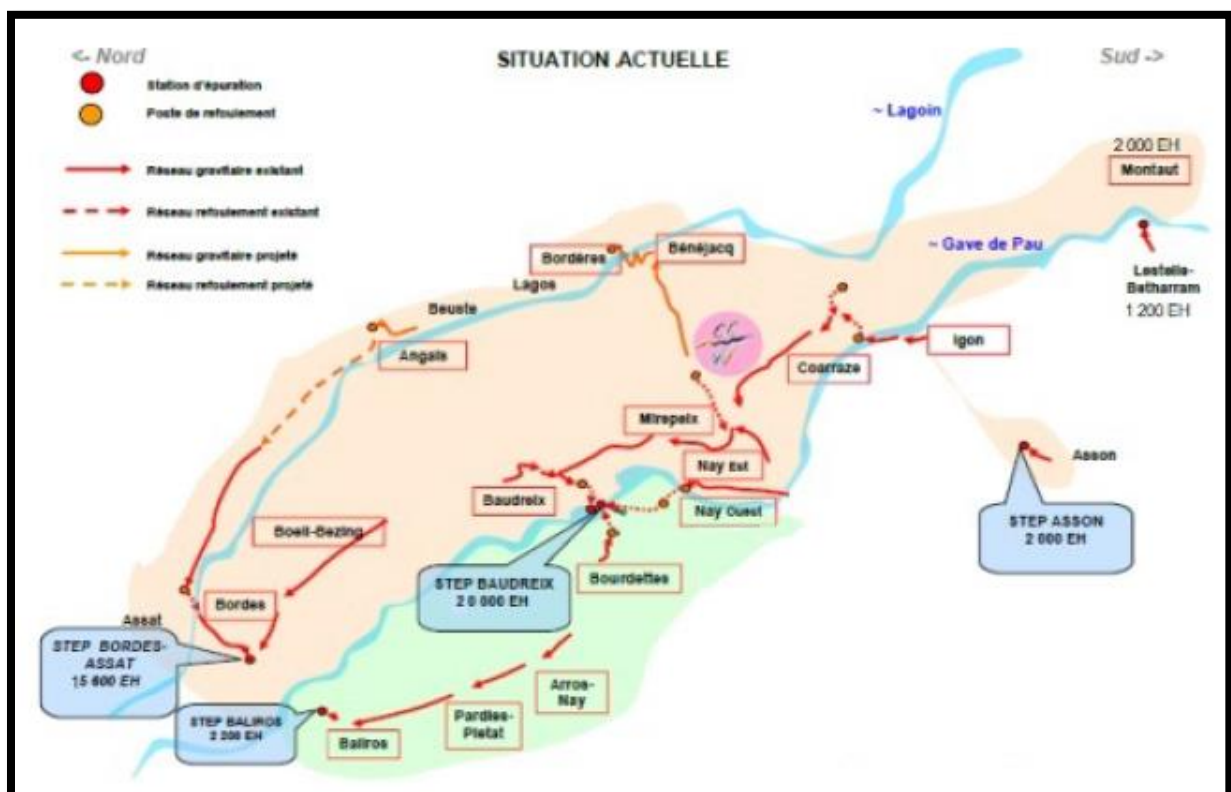 <- Nord
SITUATION ACTUELLE
Sud ->
Station d'épuration
Poste de refoulement
Réseau gravitaire existant
Réseau refoulement existant
Réseau gravitaire projeté
Réseau refoulement projeté
~ Lagoin
2 000 EH
Montaut
~ Gave de Pau
Lestelle-
Betharram
1 200 EH
Bordères
Bénéjacq
Lagos
Beuste
Angaïs
Igon
Coarraze
Mirepeix
Nay Est
Asson
Baudreix
Nay Ouest
STEP ASSON
2 000 EH
Boeil-Bezing
STEP BAUDREIX
20 000 EH
Bourdettes
Bordes
Assat
STEP BORDES-
ASSAT
15 600 EH
Arros-
Nay
STEP BALIROS
2 200 EH
Pardies-
Pietat
Baliros